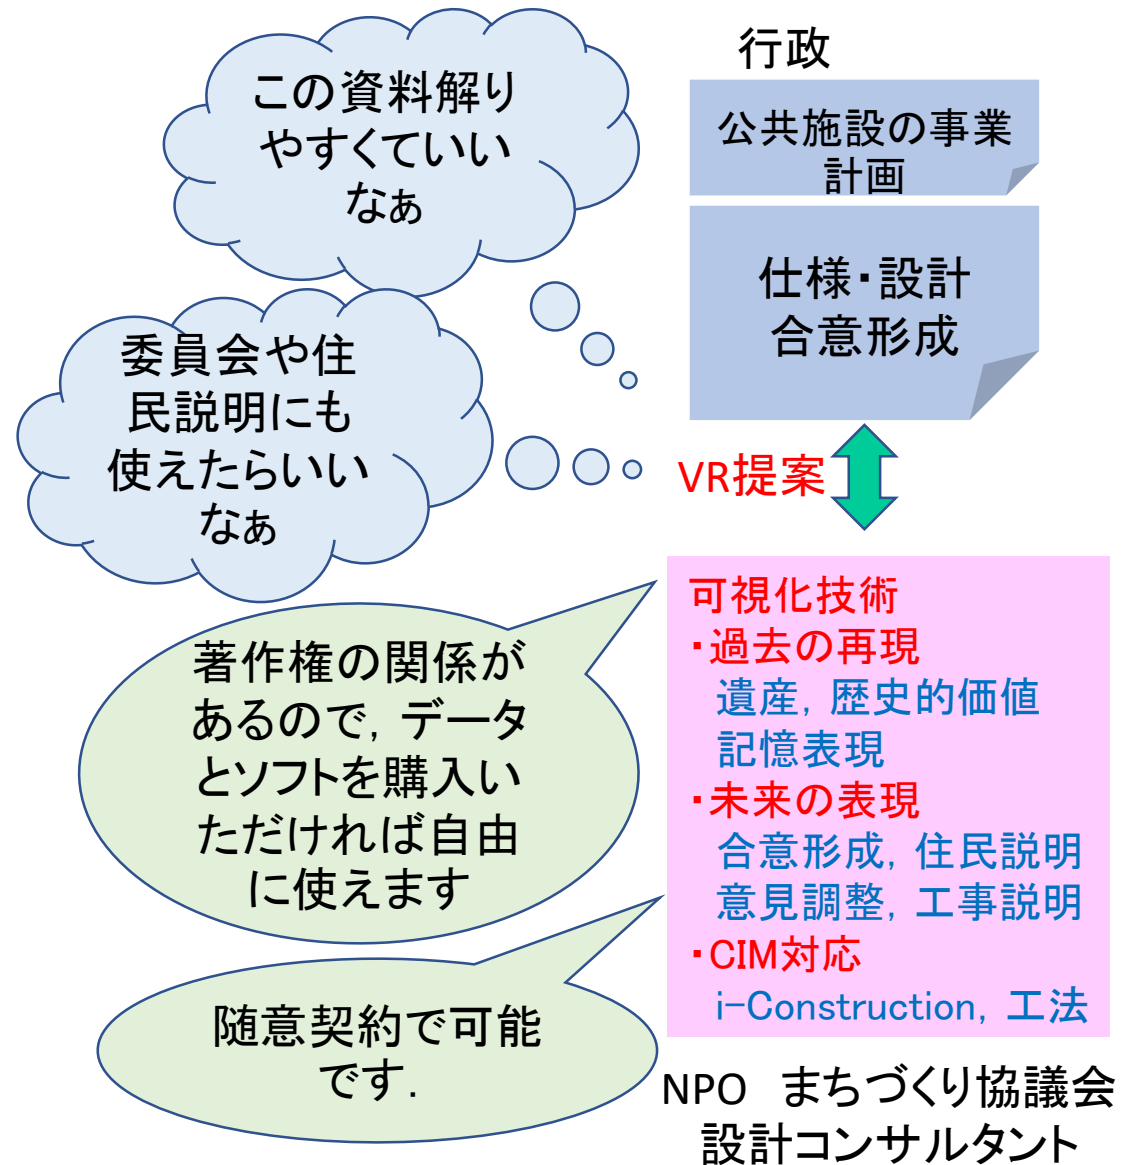 この資料解り
やすくていい
なぁ
行政
公共施設の事業
計画
仕様・設計
合意形成
委員会や住
民説明にも
使えたらいい
なぁ
VR提案
著作権の関係が
あるので，データ
とソフトを購入い
ただければ自由
に使えます
随意契約で可能
です．
可視化技術
・過去の再現
遺産，歴史的価値
記憶表現
・未来の表現
合意形成，住民説明
意見調整，工事説明
・CIM対応
i-Construction，工法
NPO　まちづくり協議会
設計コンサルタント